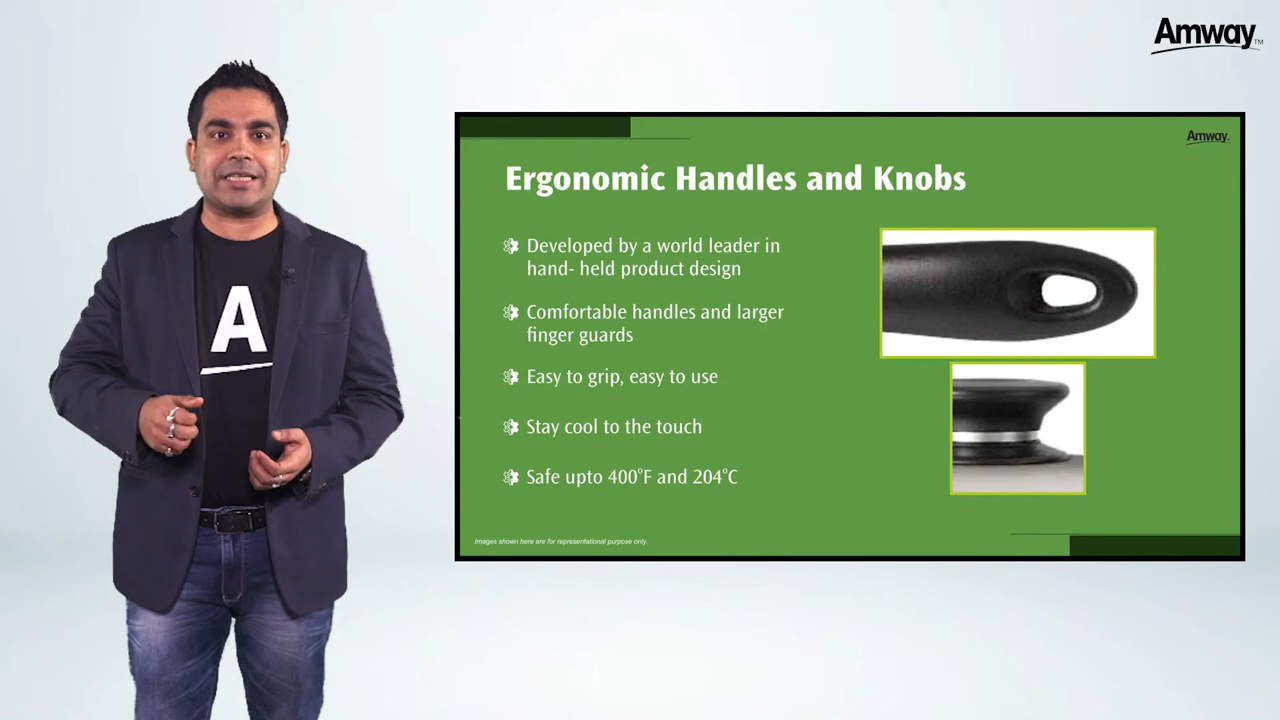 Amway™
A
Amway
Ergonomic Handles and Knobs
Developed by a world leader in
hand- held product design
Comfortable handles and larger
finger guards
Easy to grip, easy to use
Stay cool to the touch
Safe upto 400°F and 204°C
Images shown here are for representational purpose only.